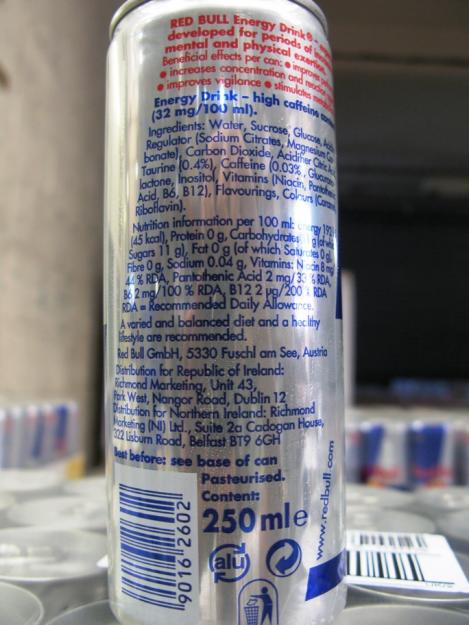 RED BULL Energy Drink®
developed for periods of
mental and physical exertion
Beneficial effects per can: • improves
• increases concentration and reaction
• improves vigilance • stimulates
Energy Drink – high caffeine
(32 mg/100 ml).
Ingredients: Water, Sucrose, Glucose,
Regulator (Sodium Citrates, Magnesium
bonate), Carbon Dioxide, Acidifier Citric
Taurine (0.4%), Caffeine (0.03%,
lactone, Inositol, Vitamins (Niacin,
Acid, B6, B12), Flavourings, Colours
Riboflavin).
Nutrition information per 100 ml: energy 192
(45 kcal), Protein 0 g, Carbohydrates (of wh
Sugars 11 g), Fat 0 g (of which Saturates 0 g),
Fibre 0 g, Sodium 0.04 g, Vitamins: Niacin 8 mg
44 % RDA, Pantothenic Acid 2 mg/33 % RDA,
B6 2 mg/100 % RDA, B12 2 µg/200 % RDA
RDA = Recommended Daily Allowance.
A varied and balanced diet and a healthy
lifestyle are recommended.
Red Bull GmbH, 5330 Fuschl am See, Austria
Distribution for Republic of Ireland:
Richmond Marketing, Unit 43,
Park West, Nangor Road, Dublin 12
Distribution for Northern Ireland: Richmond
Marketing (NI) Ltd., Suite 2a Cadogan House,
322 Lisburn Road, Belfast BT9 6GH
Best before: see base of can
Pasteurised.
Content:
250 ml e
www.redbull.com
alu
9016 2602